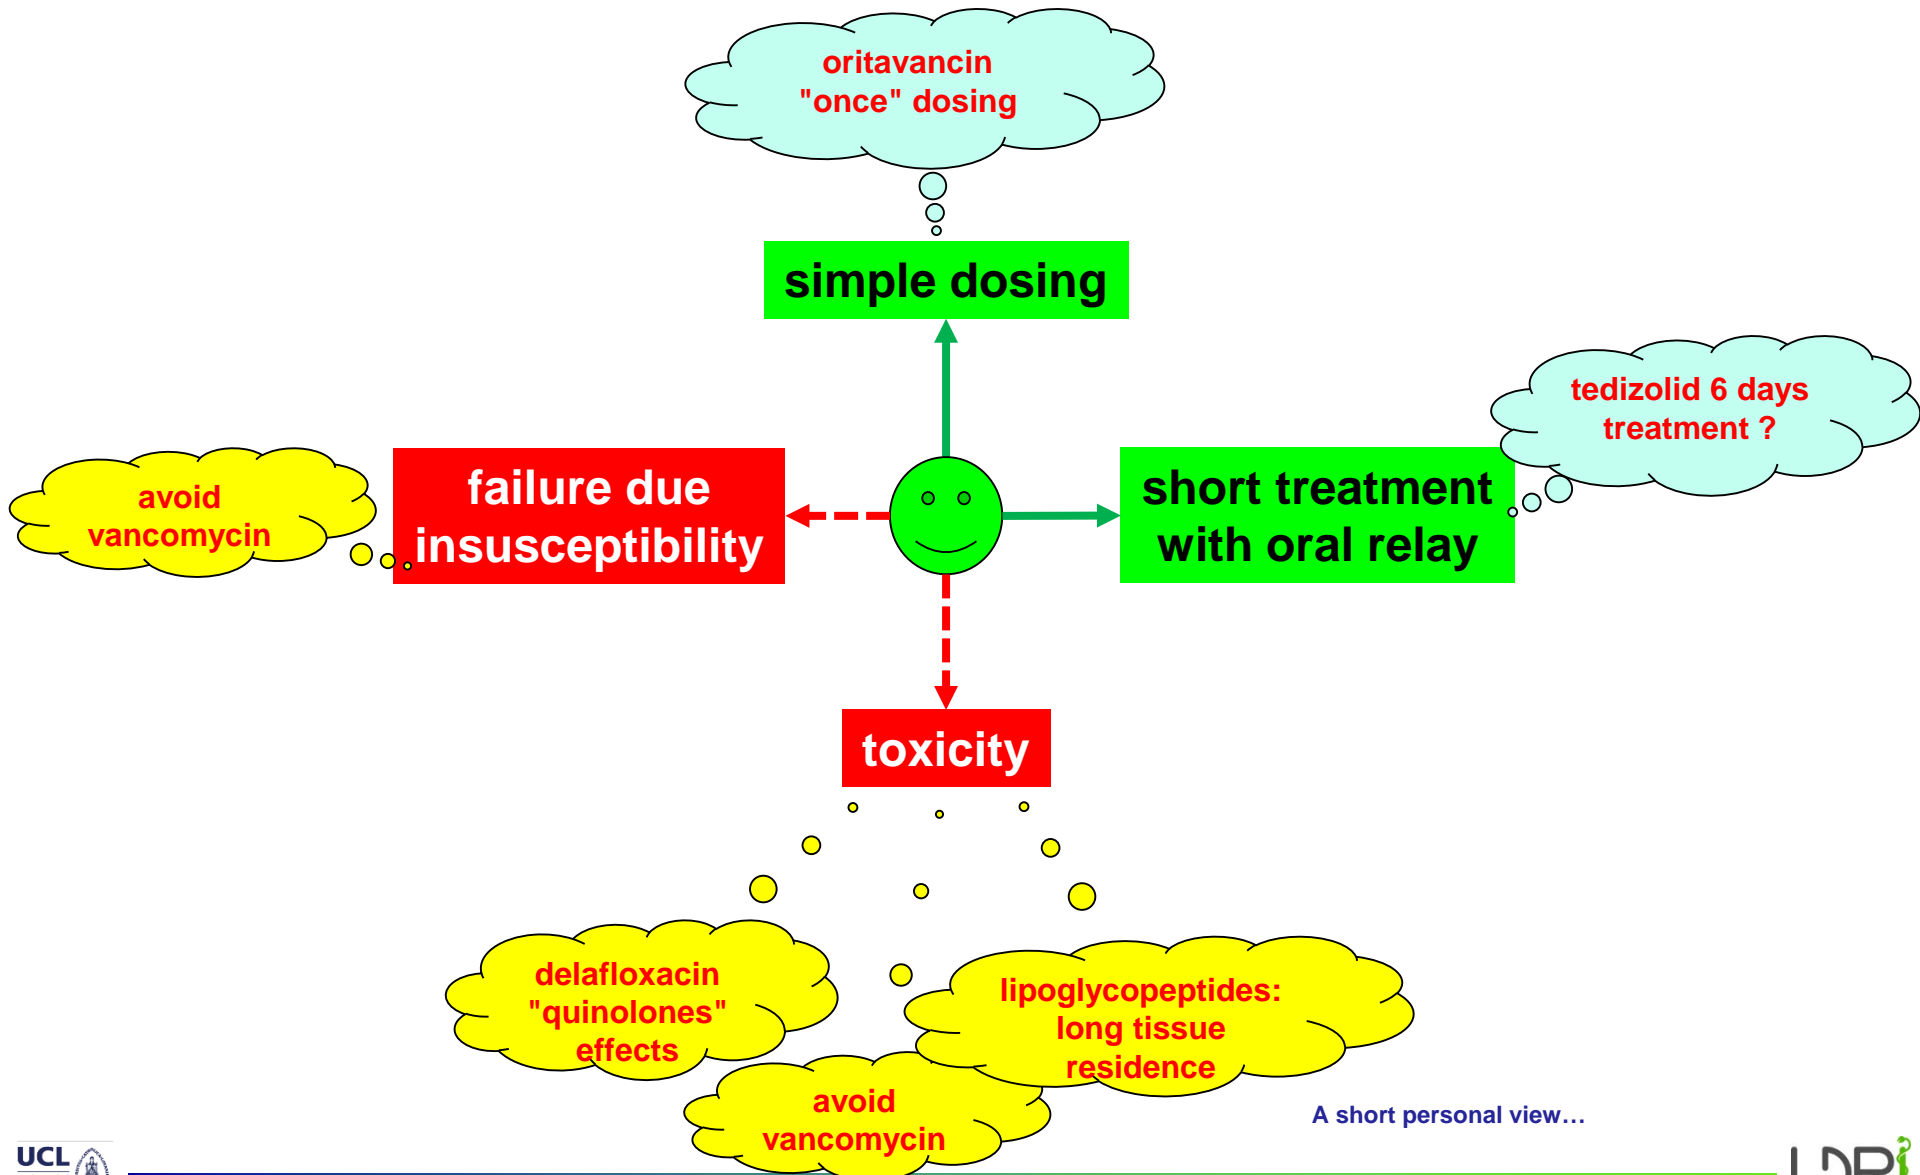 oritavancin
"once" dosing
simple dosing
tedizolid 6 days
treatment ?
avoid
vancomycin
failure due
insusceptibility
short treatment
with oral relay
toxicity
delafloxacin
"quinolones"
effects
lipoglycopeptides:
long tissue
residence
avoid
vancomycin
A short personal view…
UCL